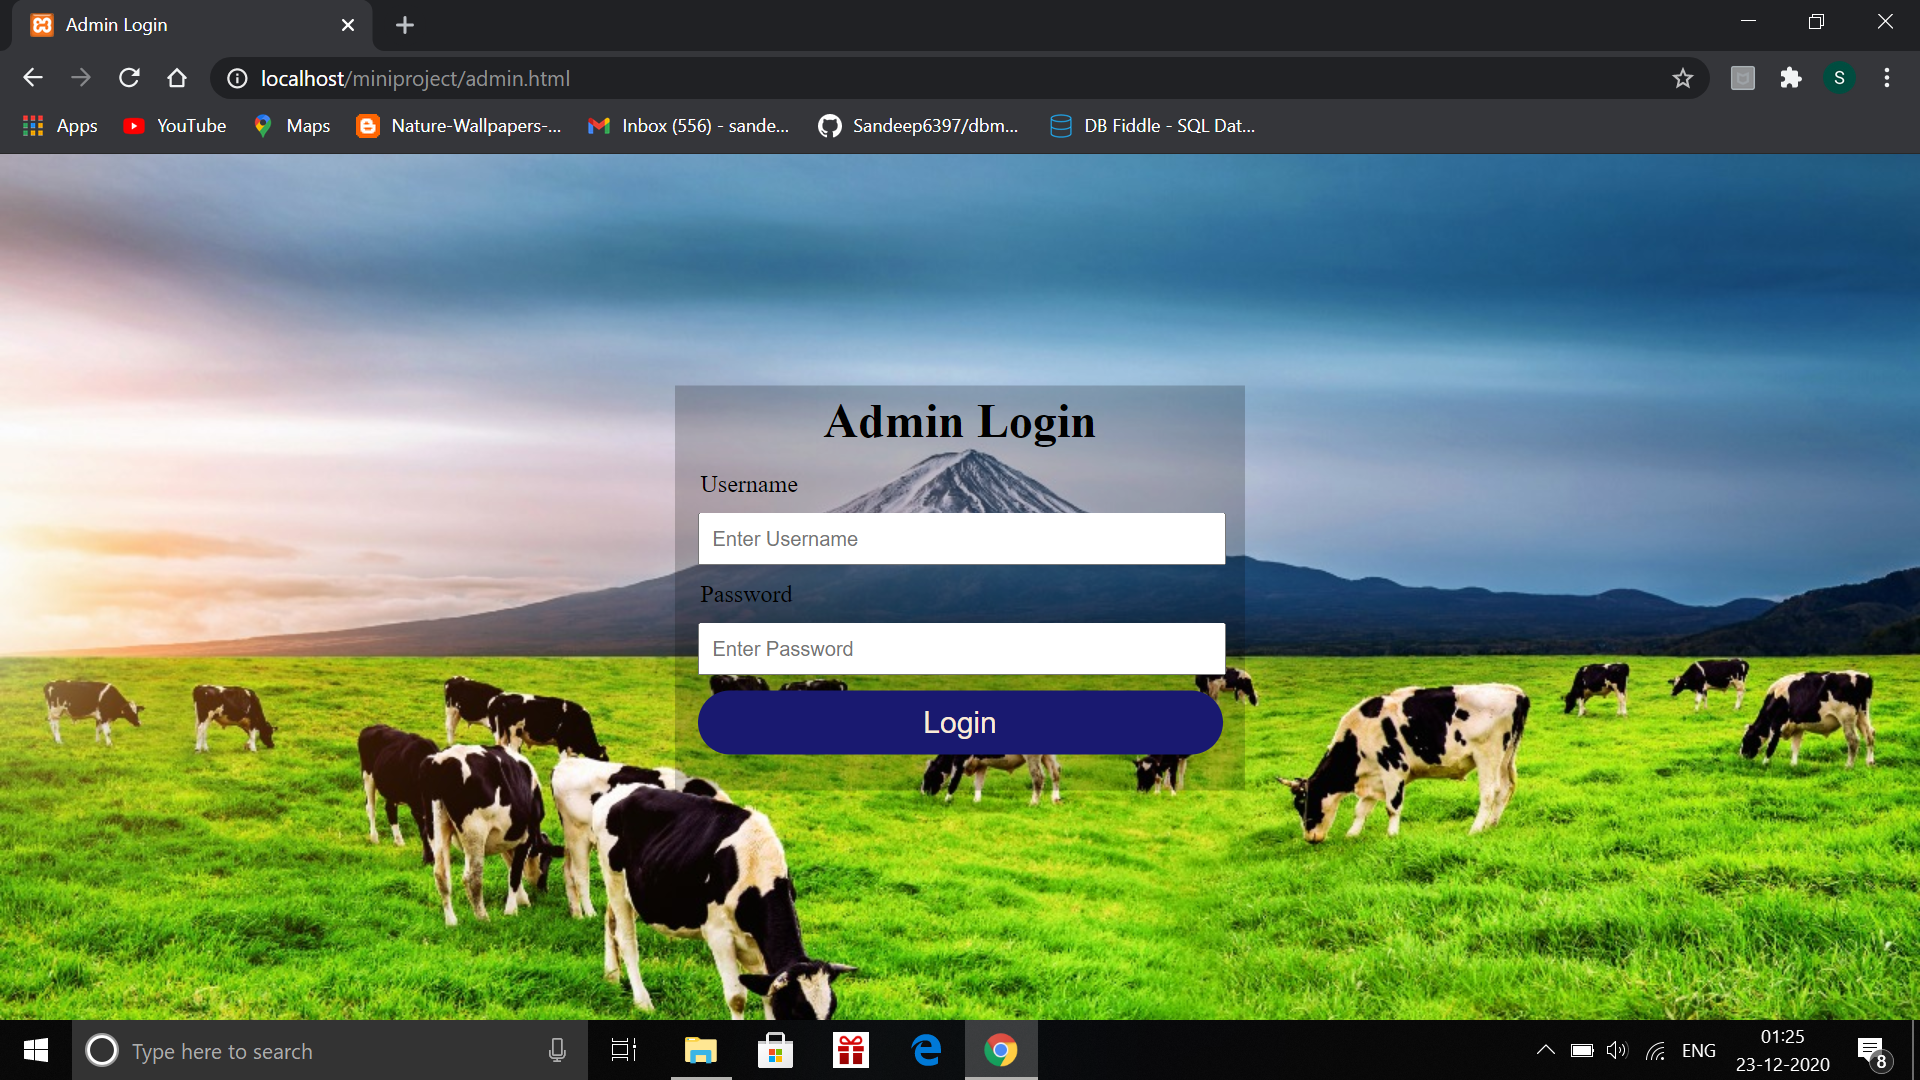 Admin Login
localhost/miniproject/admin.html
S
Apps
YouTube
Maps
Nature-Wallpapers-...
Inbox (556) - sande...
Sandeep6397/dbm...
DB Fiddle - SQL Dat...
Admin Login
Username
Enter Username
Password
Enter Password
Login
Type here to search
ENG
01:25
23-12-2020
8